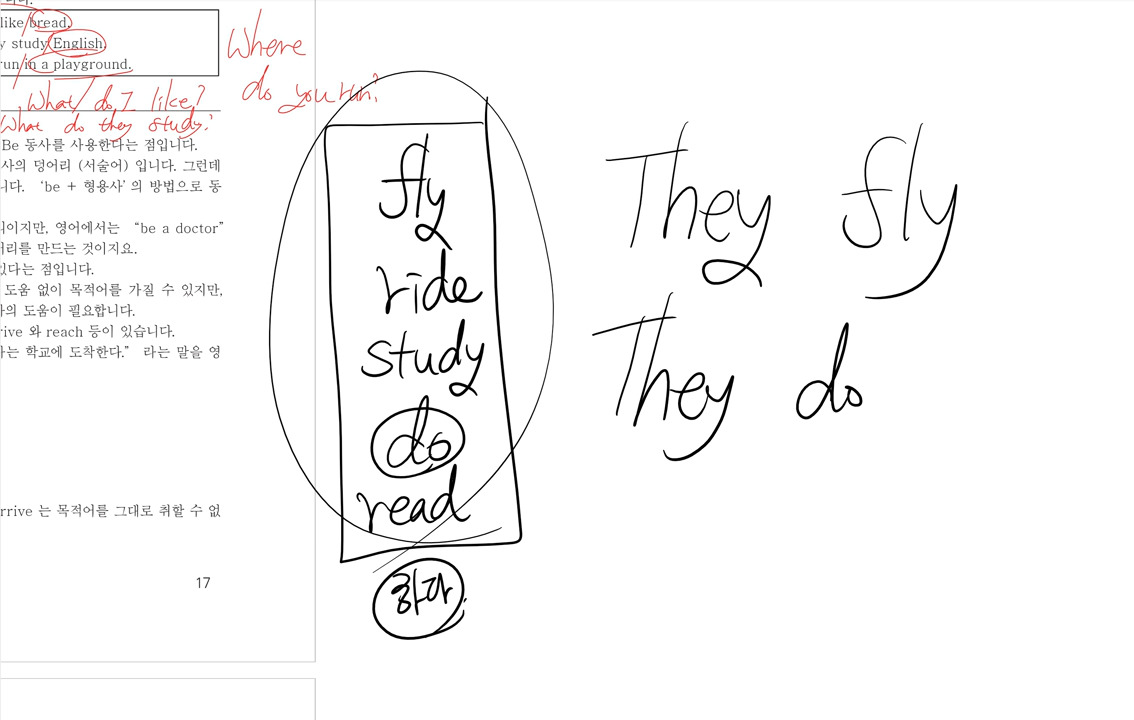 like bread.
y study English.
run in a playground.
Where
do you run?
What do I like?
What do they study?
Be 동사를 사용한다는 점입니다.
사의 덩어리 (서술어) 입니다. 그런데
니다. ‘be + 형용사’ 의 방법으로 동
이지만, 영어에서는 “be a doctor”
거리를 만드는 것이지요.
있다는 점입니다.
도움 없이 목적어를 가질 수 있지만,
사의 도움이 필요합니다.
rive 와 reach 등이 있습니다.
가는 학교에 도착한다.” 라는 말을 영
rrive 는 목적어를 그대로 취할 수 없
17
fly
ride
study
do
read
하다
They fly
They do